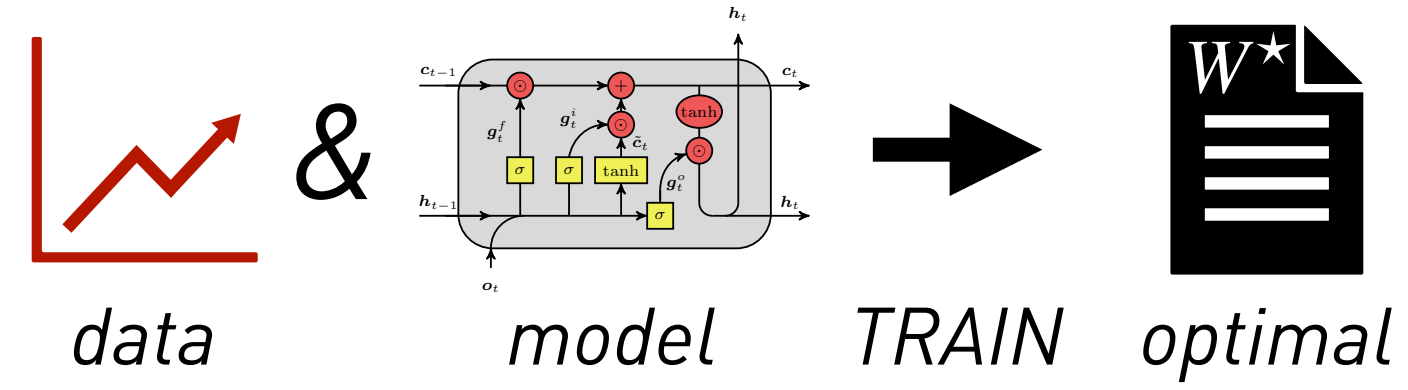 h_t
c_{t-1}
⊙
+
c_t
tanh
g_t^f
g_t^i
⊙
c̃_t
⊙
σ
σ
tanh
g_t^o
h_{t-1}
σ
h_t
o_t
&
W*
data
model
TRAIN
optimal